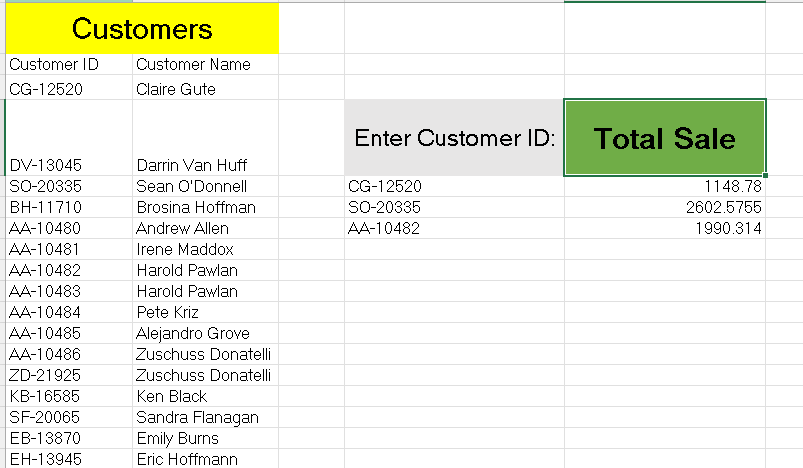 Customers
Customer ID Customer Name
CG-12520 Claire Gute
Enter Customer ID: Total Sale
DV-13045 Darrin Van Huff
SO-20335 Sean O'Donnell CG-12520 1148.78
BH-11710 Brosina Hoffman SO-20335 2602.5755
AA-10480 Andrew Allen AA-10482 1990.314
AA-10481 Irene Maddox
AA-10482 Harold Pawlan
AA-10483 Harold Pawlan
AA-10484 Pete Kriz
AA-10485 Alejandro Grove
AA-10486 Zuschuss Donatelli
ZD-21925 Zuschuss Donatelli
KB-16585 Ken Black
SF-20065 Sandra Flanagan
EB-13870 Emily Burns
EH-13945 Eric Hoffmann